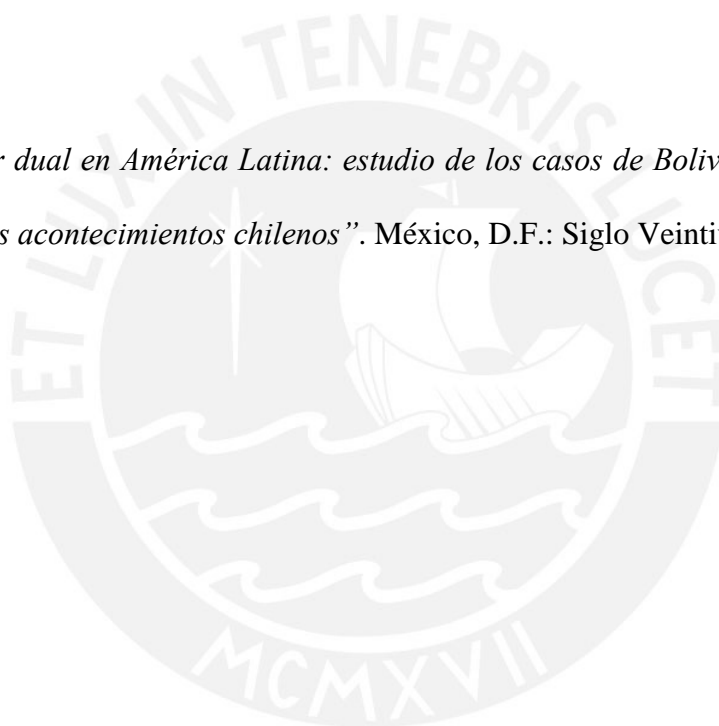 ET LUX IN TENEBRIS LUCET
r dual en América Latina: estudio de los casos de Boliv
s acontecimientos chilenos”. México, D.F.: Siglo Veinti
MCMXVII